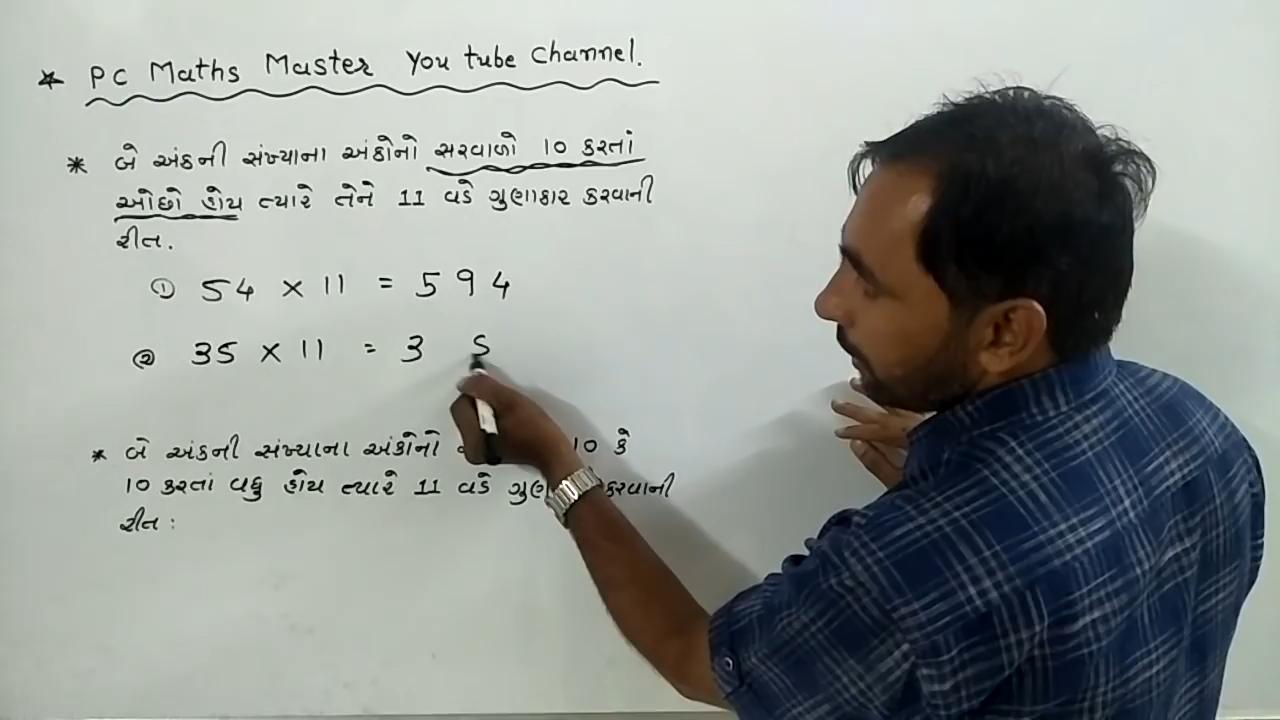 * PC Maths Master You tube Channel.
* બે અંકની સંખ્યાના અંકોનો સરવાળો 10 કરતાં
ઓછો હોય ત્યારે તેને 11 વડે ગુણાકાર કરવાની
રીત.
① 54 × 11 = 594
② 35 × 11 = 3 5
* બે અંકની સંખ્યાના અંકોનો 10 કે
10 કરતાં વધુ હોય ત્યારે 11 વડે કરવાની
રીત :